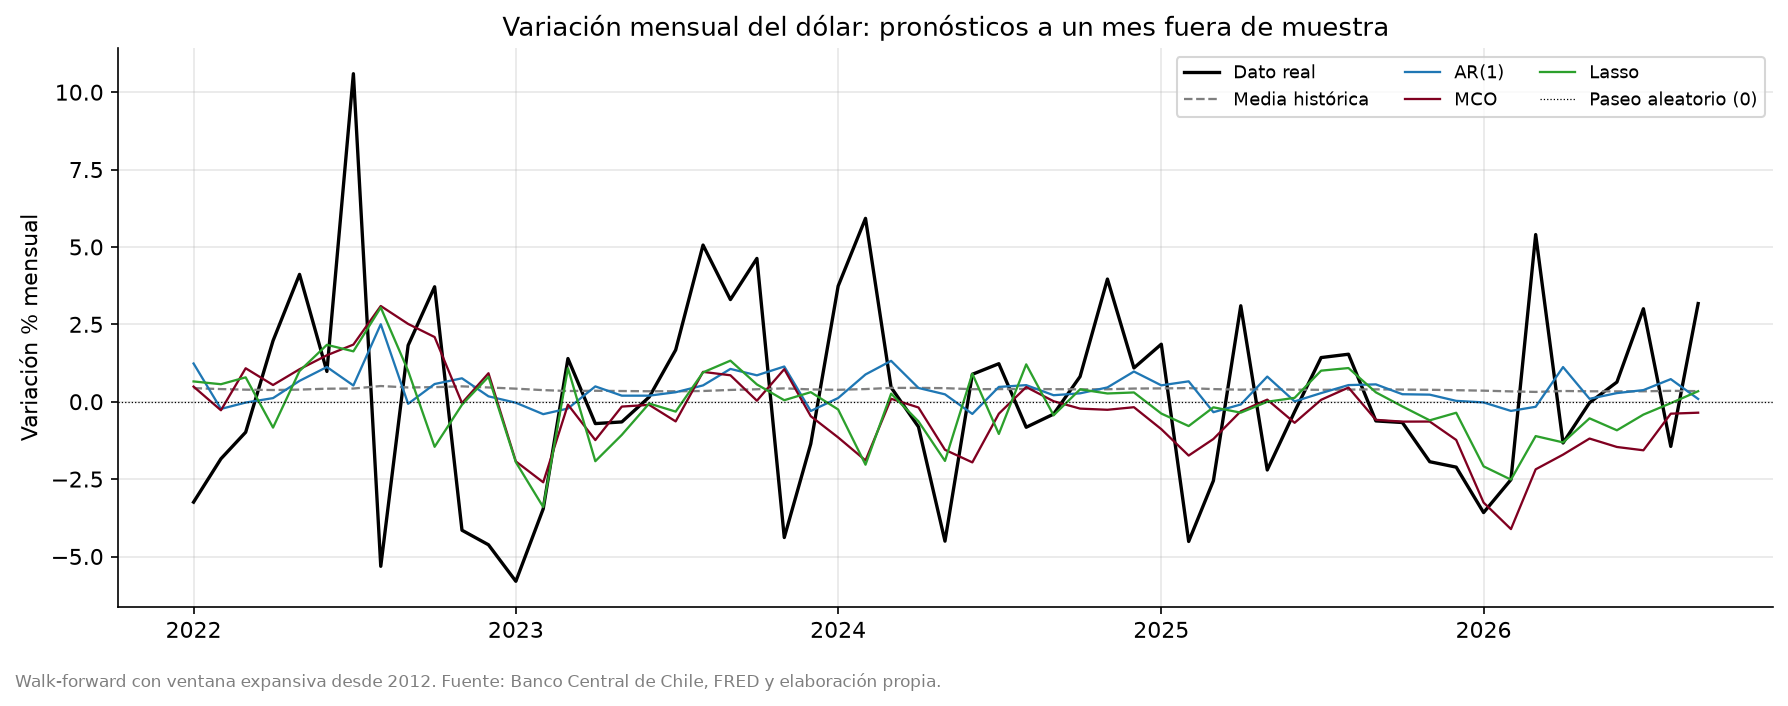 Variación mensual del dólar: pronósticos a un mes fuera de muestra
Dato real
Media histórica
AR(1)
MCO
Lasso
Paseo aleatorio (0)
Variación % mensual
10.0
7.5
5.0
2.5
0.0
−2.5
−5.0
2022
2023
2024
2025
2026
Walk-forward con ventana expansiva desde 2012. Fuente: Banco Central de Chile, FRED y elaboración propia.